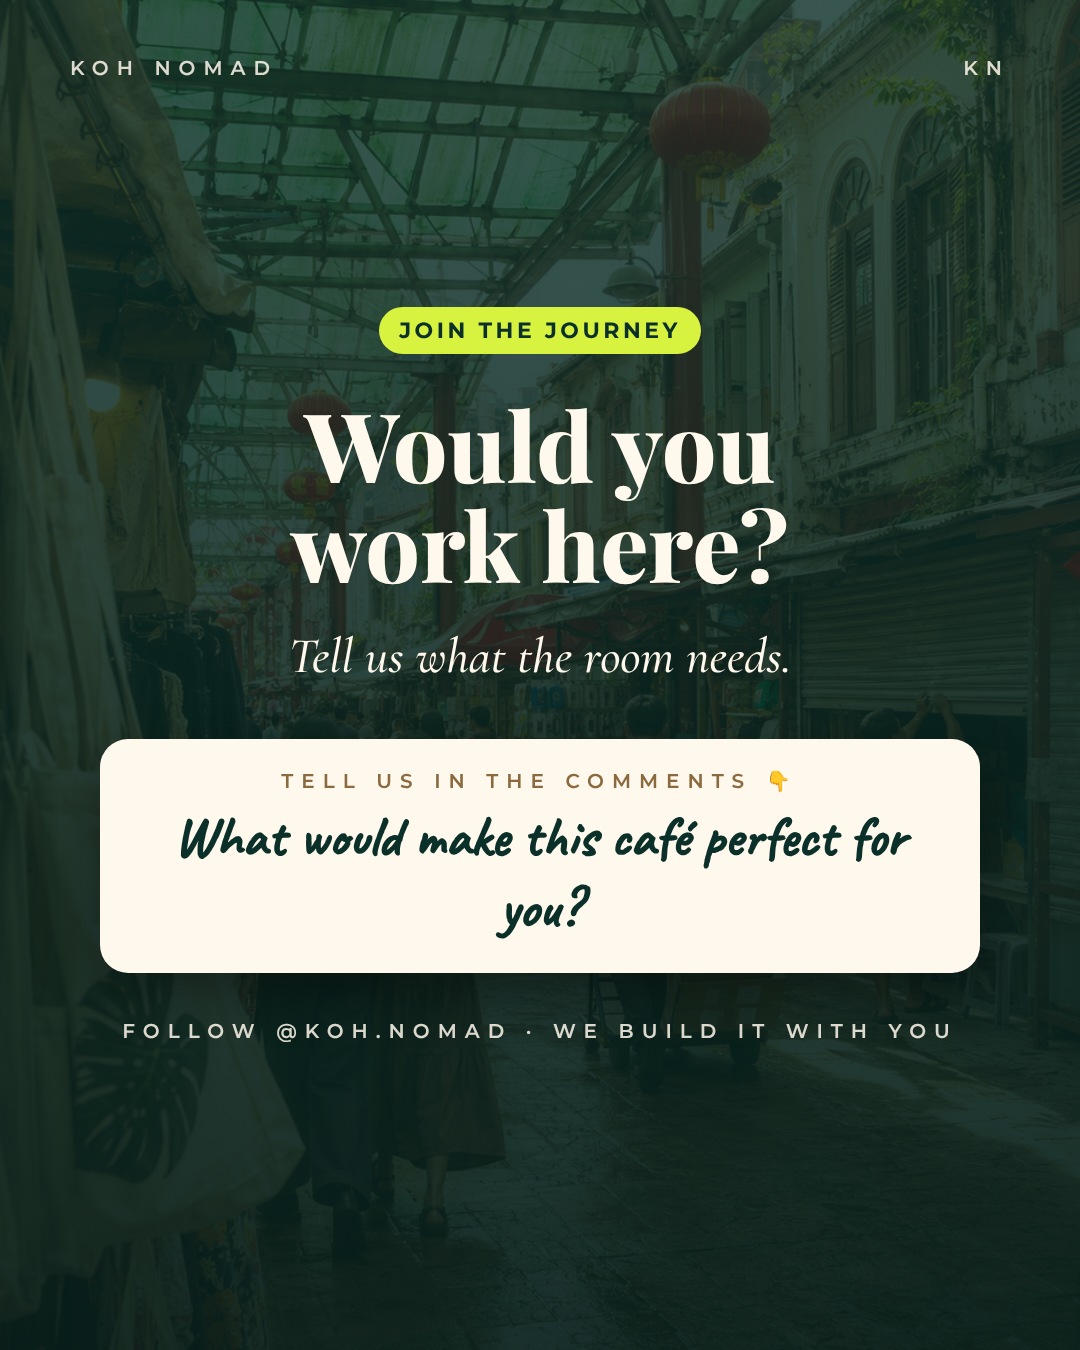 KOH NOMAD
KN
JOIN THE JOURNEY
Would you
work here?
Tell us what the room needs.
TELL US IN THE COMMENTS 👇
What would make this café perfect for
you?
FOLLOW @KOH.NOMAD · WE BUILD IT WITH YOU